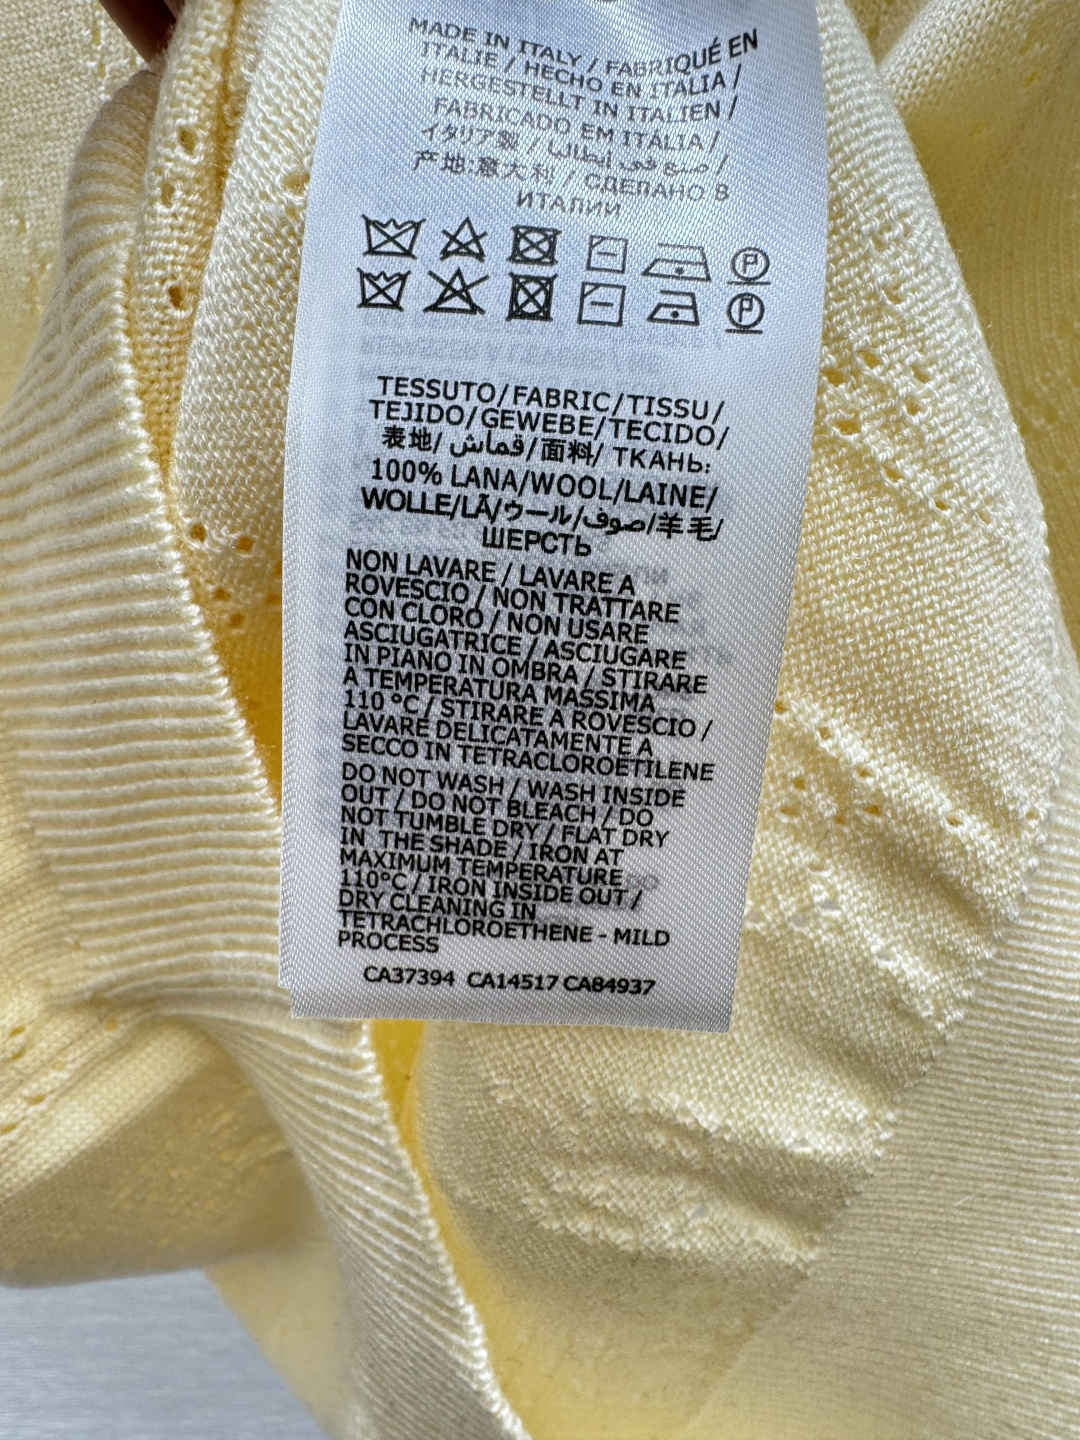 MADE IN ITALY / FABRIQUÉ EN
ITALIE / HECHO EN ITALIA /
HERGESTELLT IN ITALIEN /
FABRICADO EM ITÁLIA /
イタリア製 / صنع في إيطاليا /
产地:意大利 / СДЕЛАНО В
ИТАЛИИ
P
P
TESSUTO/FABRIC/TISSU/
TEJIDO/GEWEBE/TECIDO/
表地/ قماش/面料/ ТКАНЬ:
100% LANA/WOOL/LAINE/
WOLLE/LÃ/ウール/صوف/羊毛/
ШЕРСТЬ
NON LAVARE / LAVARE A
ROVESCIO / NON TRATTARE
CON CLORO / NON USARE
ASCIUGATRICE / ASCIUGARE
IN PIANO IN OMBRA / STIRARE
A TEMPERATURA MASSIMA
110 °C / STIRARE A ROVESCIO /
LAVARE DELICATAMENTE A
SECCO IN TETRACLOROETILENE
DO NOT WASH / WASH INSIDE
OUT / DO NOT BLEACH / DO
NOT TUMBLE DRY / FLAT DRY
IN THE SHADE / IRON AT
MAXIMUM TEMPERATURE
110°C / IRON INSIDE OUT /
DRY CLEANING IN
TETRACHLOROETHENE - MILD
PROCESS
CA37394 CA14517 CA84937